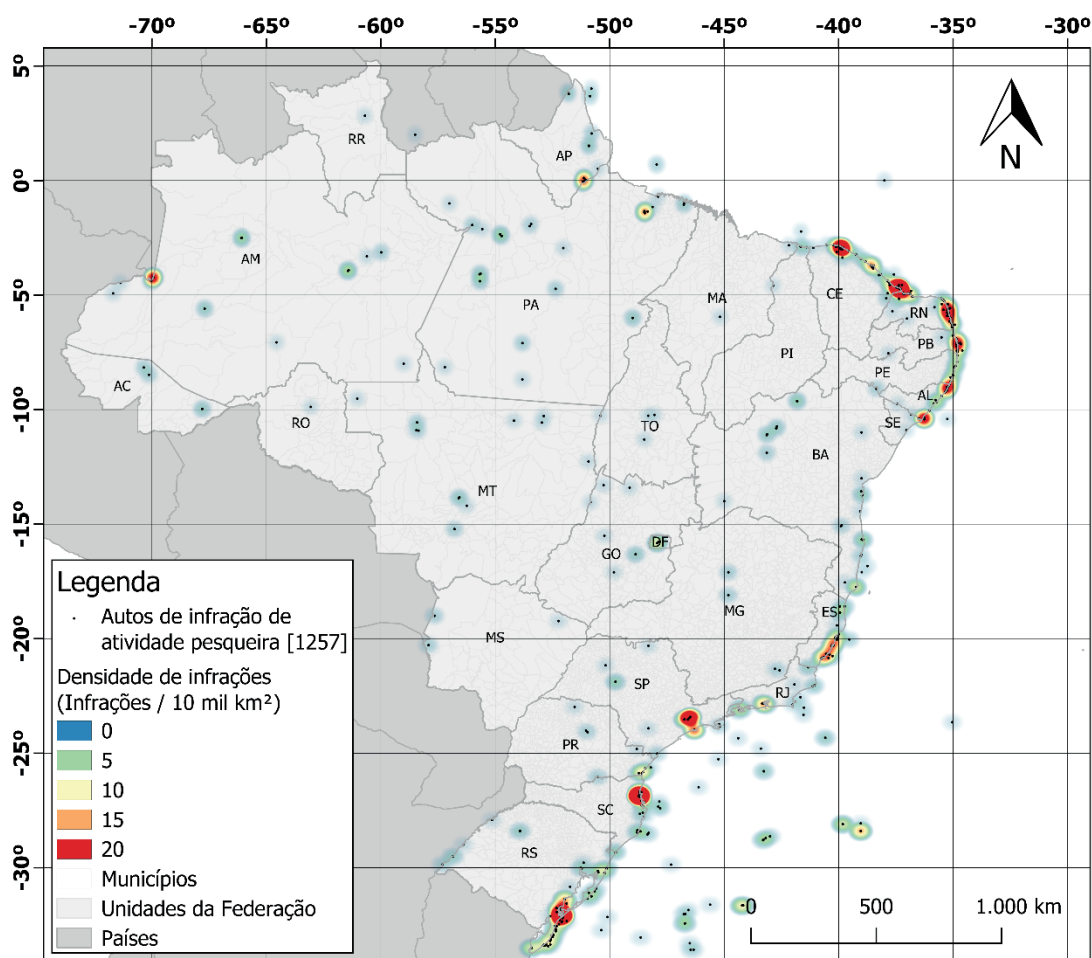 -70º -65º -60º -55º -50º -45º -40º -35º -30º
5º
0º
-5º
-10º
-15º
-20º
-25º
-30º
N
RR
AP
AM
PA
MA
CE
RN
PB
PI
PE
AC
AL
RO
TO
SE
BA
MT
DF
GO
MG
ES
MS
SP
RJ
PR
SC
RS
Legenda
Autos de infração de
atividade pesqueira [1257]
Densidade de infrações
(Infrações / 10 mil km²)
0
5
10
15
20
Municípios
Unidades da Federação
Países
0 500 1.000 km